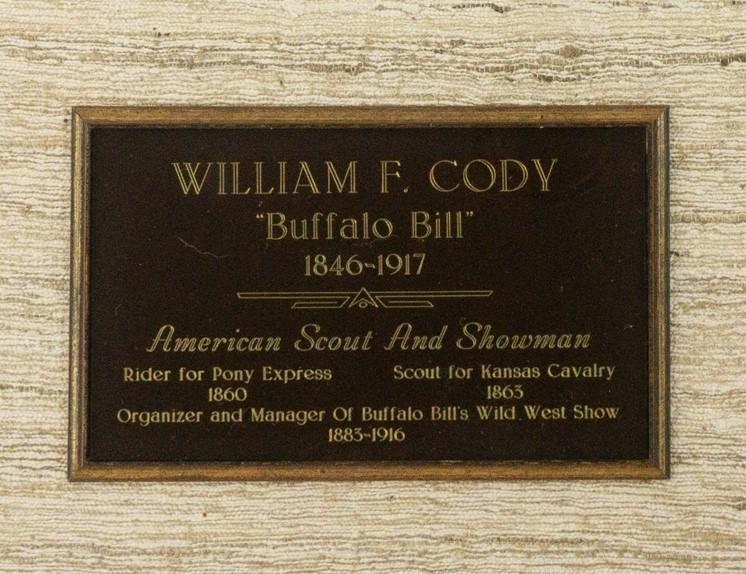 WILLIAM F. CODY
"Buffalo Bill"
1846-1917
American Scout And Showman
Rider for Pony Express
1860
Scout for Kansas Cavalry
1863
Organizer and Manager Of Buffalo Bill's Wild West Show
1883-1916